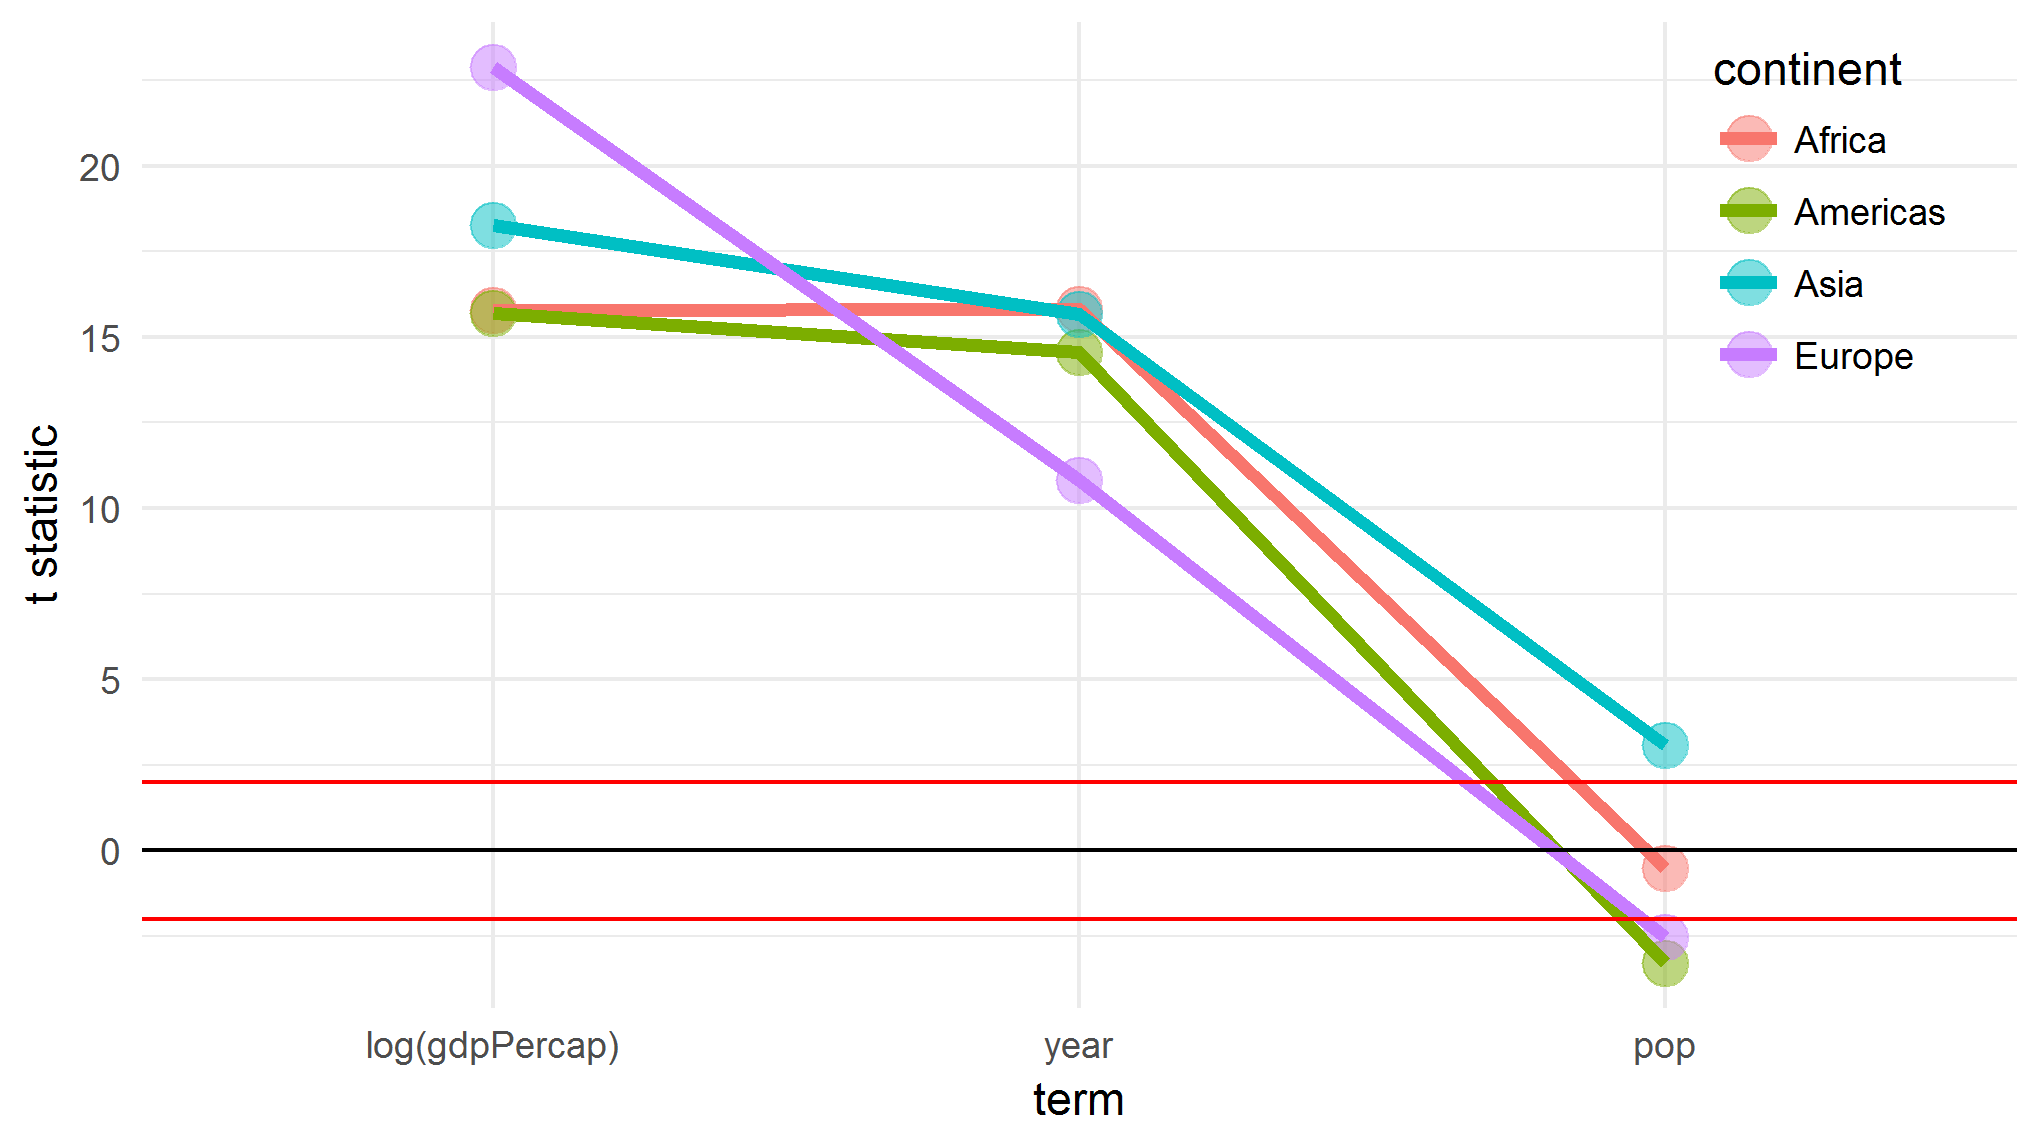 continent
Africa
Americas
Asia
Europe
t statistic
20
15
10
5
0
log(gdpPercap)
year
pop
term